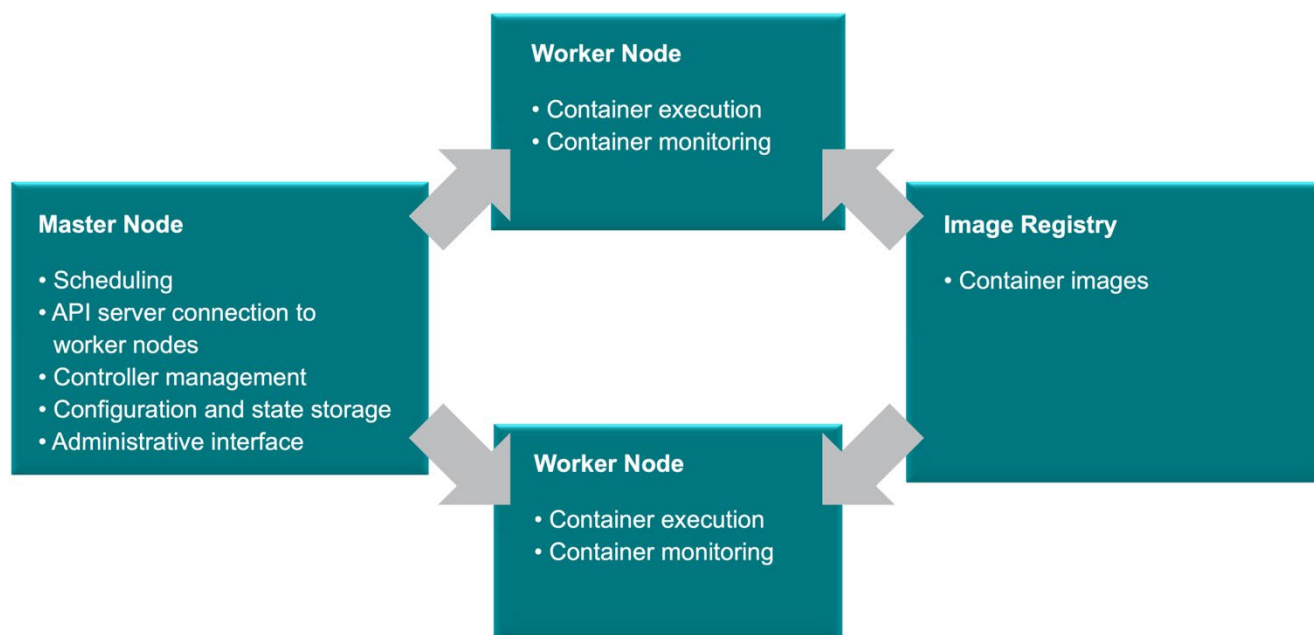 Worker Node
• Container execution
• Container monitoring
Master Node
• Scheduling
• API server connection to
worker nodes
• Controller management
• Configuration and state storage
• Administrative interface
Image Registry
• Container images
Worker Node
• Container execution
• Container monitoring